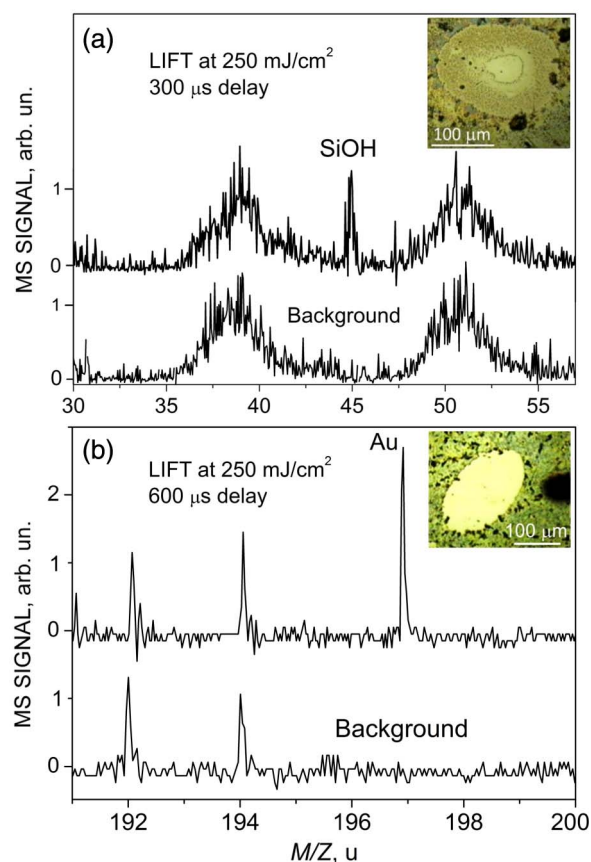 (a)
LIFT at 250 mJ/cm²
300 μs delay
100 μm
SiOH
MS SIGNAL, arb. un.
1
0
Background
1
0
30 35 40 45 50 55
(b)
Au
LIFT at 250 mJ/cm²
600 μs delay
100 μm
MS SIGNAL, arb. un.
2
1
0
1
Background
0
192 194 196 198 200
M/Z, u